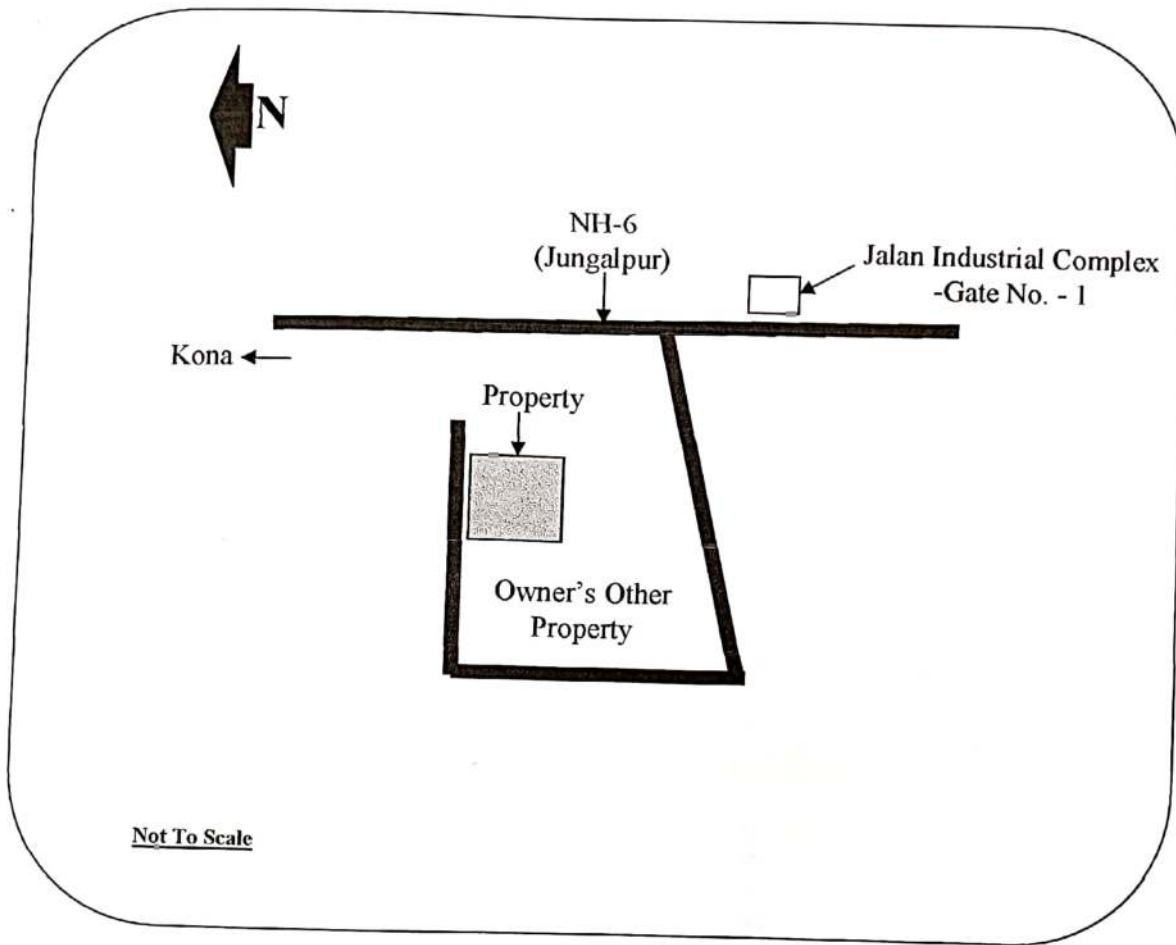 N
NH-6
(Jungalpur)
Jalan Industrial Complex
-Gate No. - 1
Kona
Property
Owner's Other
Property
Not To Scale